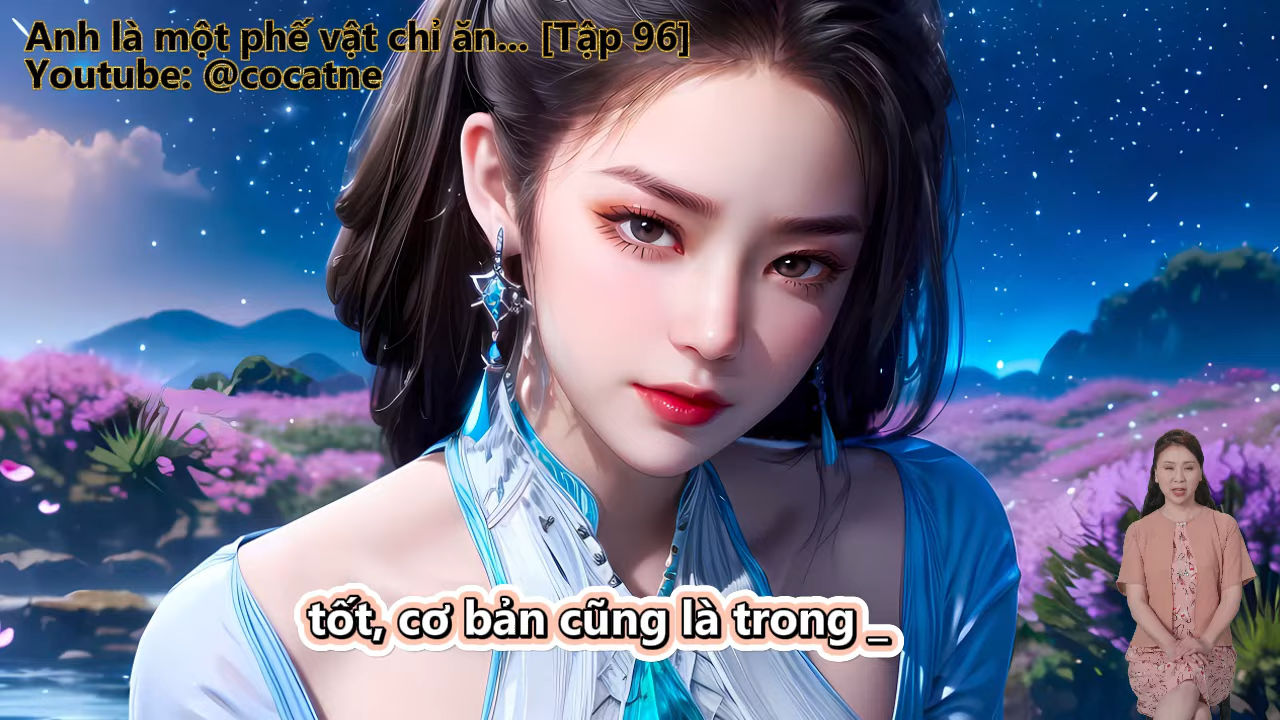 Anh là một phế vật chỉ ăn... [Tập 96]
Youtube: @cocatne
tốt, cơ bản cũng là trong _